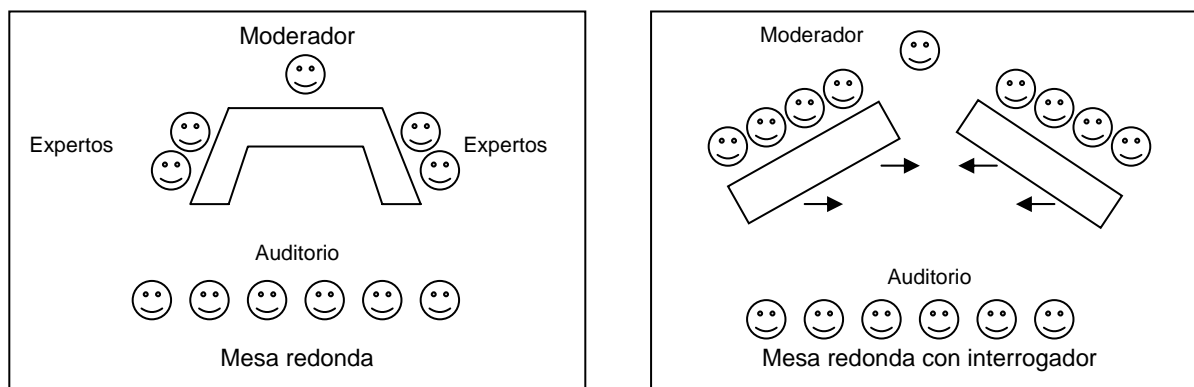 Moderador
Expertos
Expertos
Auditorio
Mesa redonda
Moderador
Auditorio
Mesa redonda con interrogador